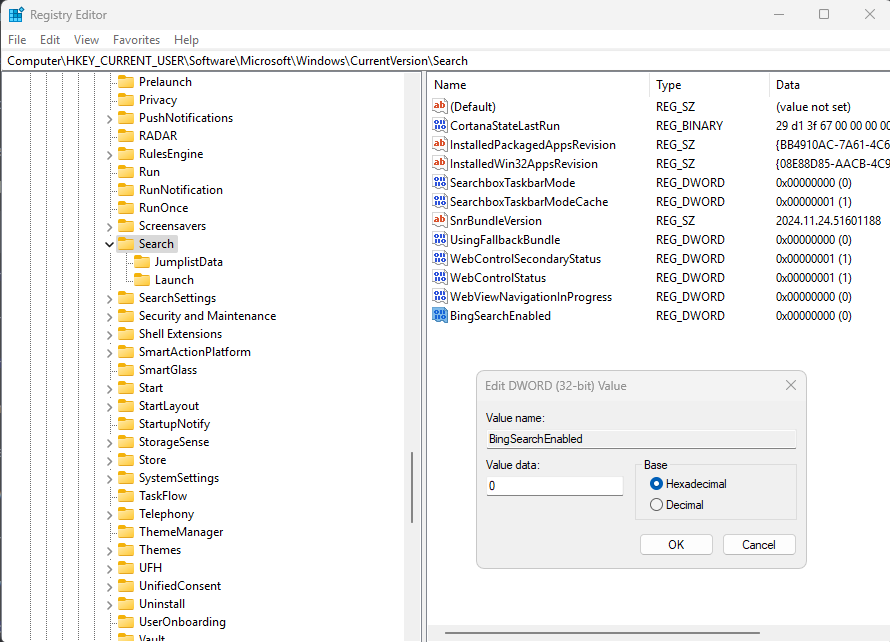 Registry Editor
File Edit View Favorites Help
Computer\HKEY_CURRENT_USER\Software\Microsoft\Windows\CurrentVersion\Search
Prelaunch
Privacy
PushNotifications
RADAR
RulesEngine
Run
RunNotification
RunOnce
Screensavers
Search
JumplistData
Launch
SearchSettings
Security and Maintenance
Shell Extensions
SmartActionPlatform
SmartGlass
Start
StartLayout
StartupNotify
StorageSense
Store
SystemSettings
TaskFlow
Telephony
ThemeManager
Themes
UFH
UnifiedConsent
Uninstall
UserOnboarding
Vault
Name Type Data
(Default) REG_SZ (value not set)
CortanaStateLastRun REG_BINARY 29 d1 3f 67 00 00 00 00
InstalledPackagedAppsRevision REG_SZ {BB4910AC-7A61-4C6
InstalledWin32AppsRevision REG_SZ {08E88D85-AACB-4C9
SearchboxTaskbarMode REG_DWORD 0x00000000 (0)
SearchboxTaskbarModeCache REG_DWORD 0x00000001 (1)
SnrBundleVersion REG_SZ 2024.11.24.51601188
UsingFallbackBundle REG_DWORD 0x00000000 (0)
WebControlSecondaryStatus REG_DWORD 0x00000001 (1)
WebControlStatus REG_DWORD 0x00000001 (1)
WebViewNavigationInProgress REG_DWORD 0x00000000 (0)
BingSearchEnabled REG_DWORD 0x00000000 (0)
Edit DWORD (32-bit) Value
Value name:
BingSearchEnabled
Value data:
0
Base
Hexadecimal
Decimal
OK Cancel